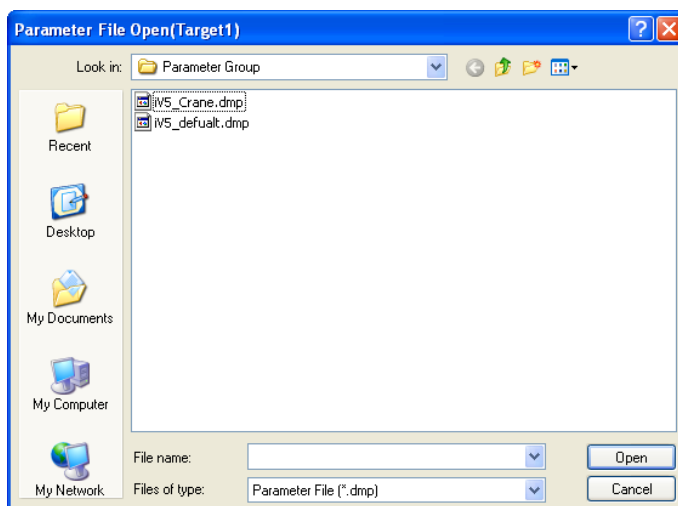 Parameter File Open(Target1)
Look in: Parameter Group
iV5_Crane.dmp
iV5_defualt.dmp
Recent
Desktop
My Documents
My Computer
My Network
File name:
Open
Files of type: Parameter File (*.dmp)
Cancel